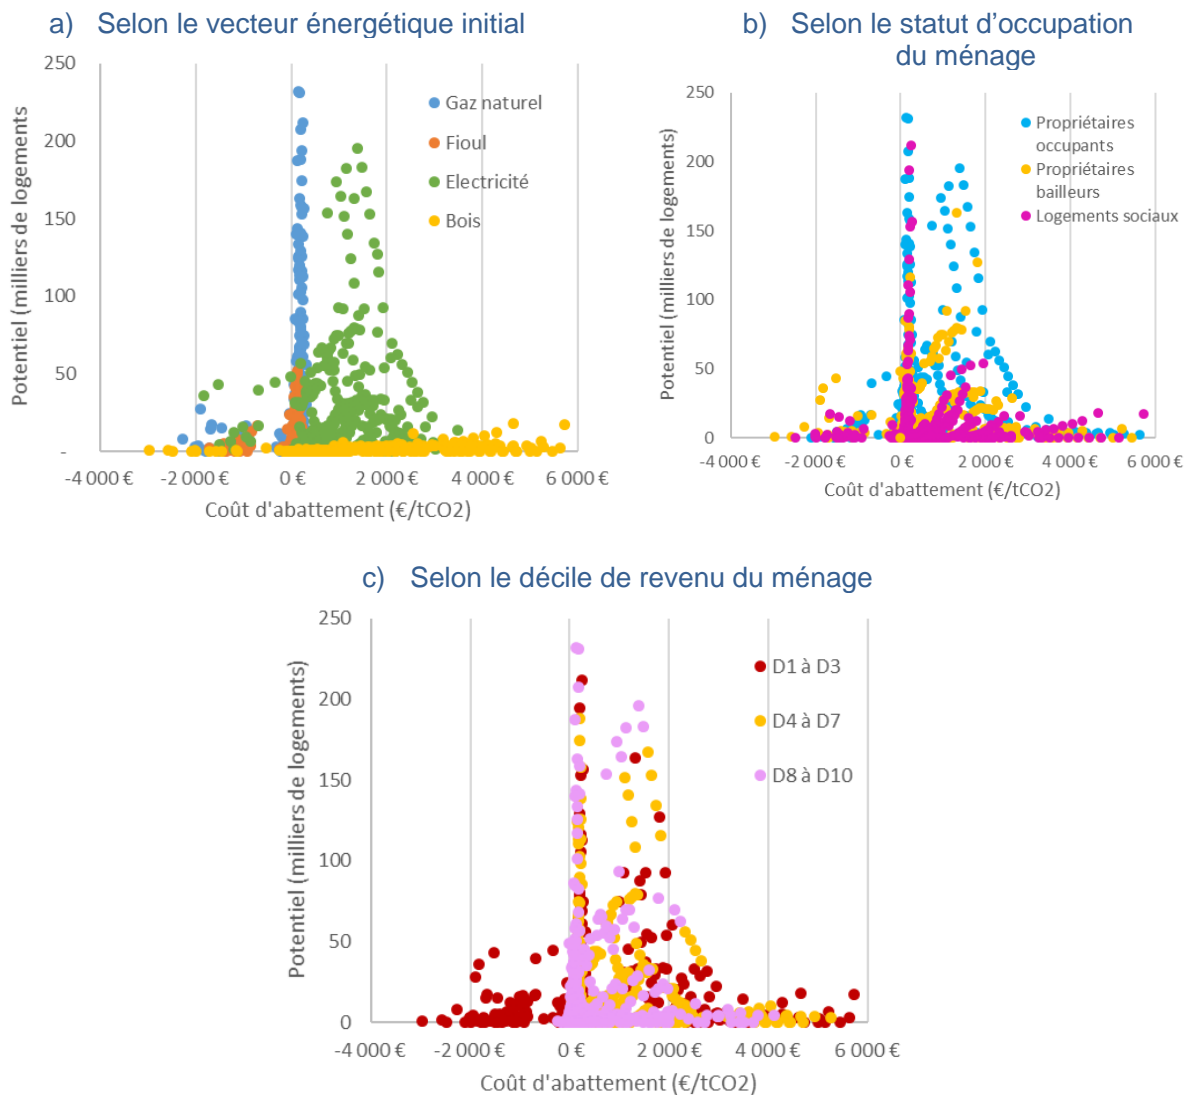 a) Selon le vecteur énergétique initial
250
200
150
100
50
-
Potentiel (milliers de logements)
Gaz naturel
Fioul
Electricité
Bois
-4 000 € -2 000 € 0 € 2 000 € 4 000 € 6 000 €
Coût d'abattement (€/tCO2)
b) Selon le statut d’occupation
du ménage
250
200
150
100
50
0
Potentiel (milliers de logements)
Propriétaires
occupants
Propriétaires
bailleurs
Logements sociaux
-4 000 € -2 000 € 0 € 2 000 € 4 000 € 6 000 €
Coût d'abattement (€/tCO2)
c) Selon le décile de revenu du ménage
250
200
150
100
50
0
Potentiel (milliers de logements)
D1 à D3
D4 à D7
D8 à D10
-4 000 € -2 000 € 0 € 2 000 € 4 000 € 6 000 €
Coût d'abattement (€/tCO2)